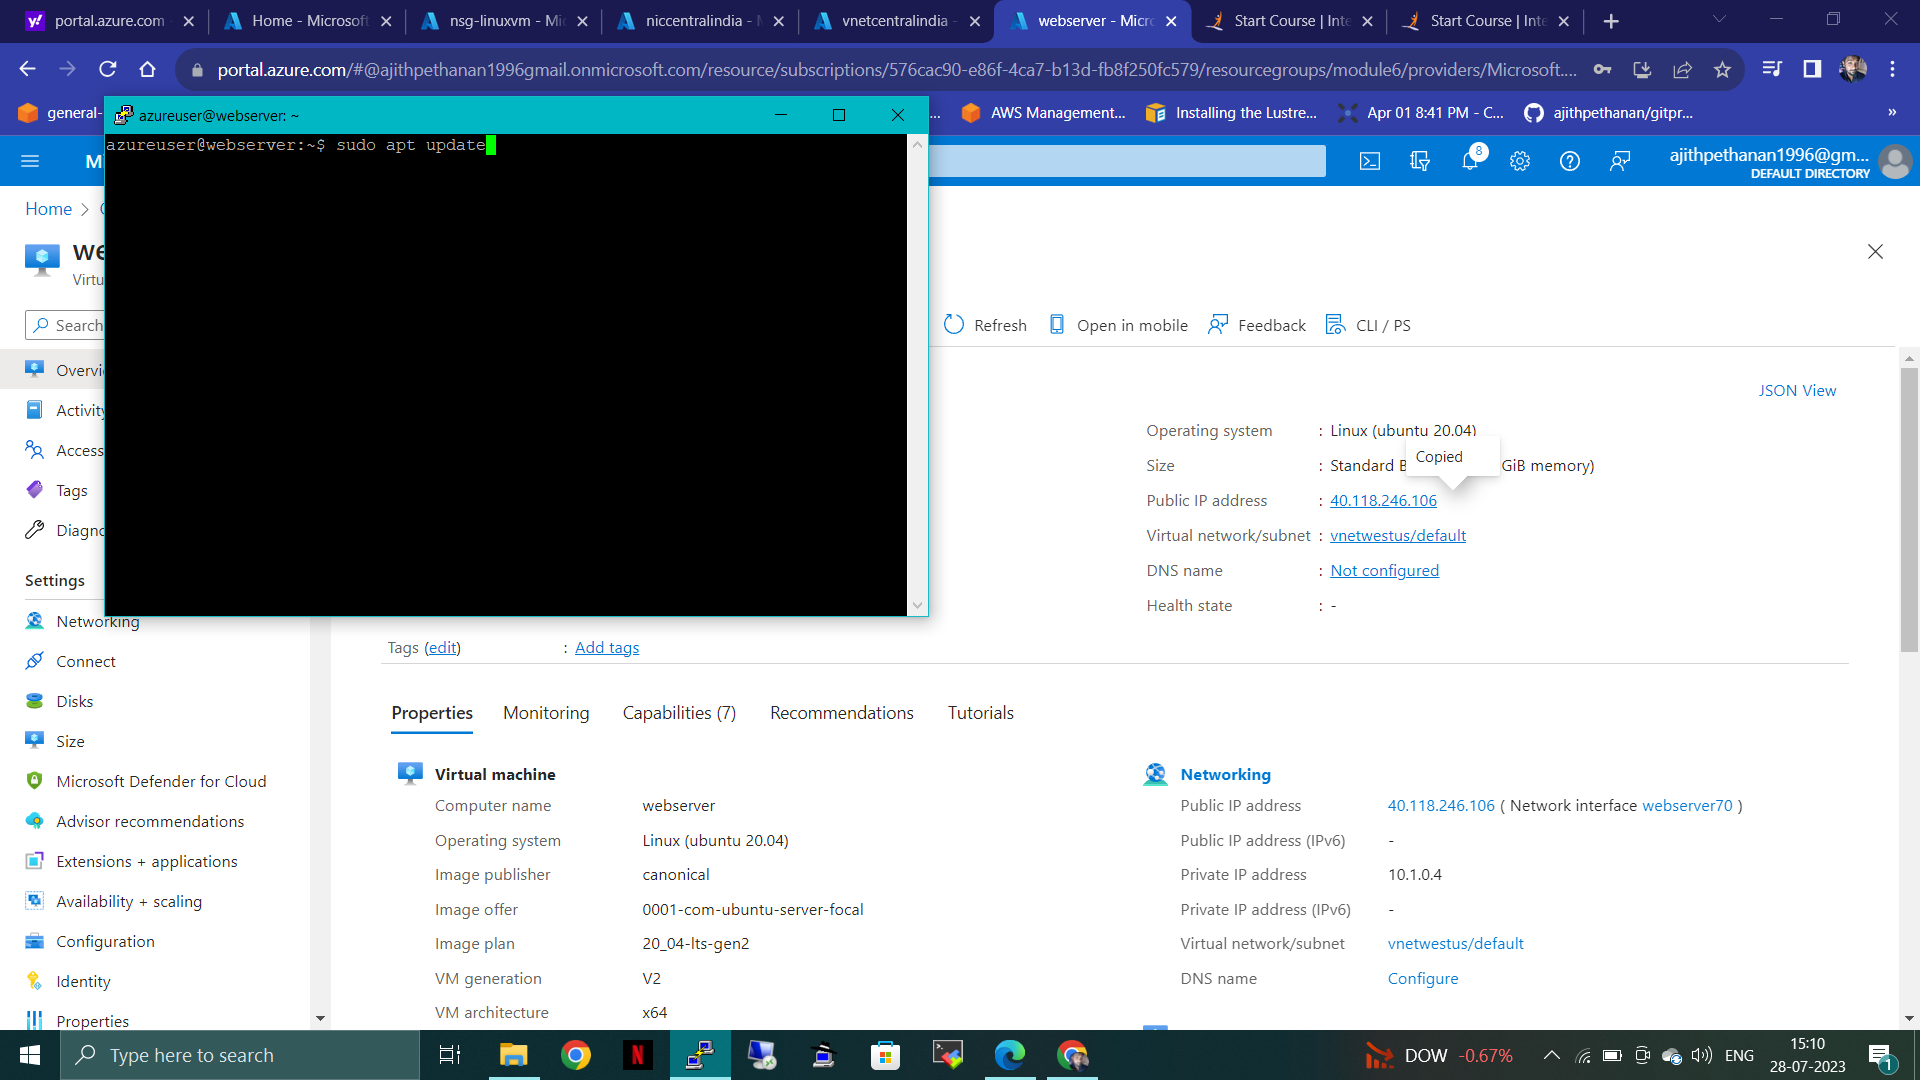 portal.azure.com
Home - Microsoft
nsg-linuxvm - Mic
niccentralindia - M
vnetcentralindia -
webserver - Micro
Start Course | Inte
Start Course | Inte
portal.azure.com/#@ajithpethanan1996gmail.onmicrosoft.com/resource/subscriptions/576cac90-e86f-4ca7-b13d-fb8f250fc579/resourcegroups/module6/providers/Microsoft....
general-
...
AWS Management...
Installing the Lustre...
Apr 01 8:41 PM - C...
ajithpethanan/gitpr...
»
azureuser@webserver: ~
azureuser@webserver:~$ sudo apt update
M
8
ajithpethanan1996@gm...
DEFAULT DIRECTORY
Home >
we
Virtu
Search
Refresh
Open in mobile
Feedback
CLI / PS
Overvi
Activity
Access
Tags
Diagno
Settings
Networking
Connect
Disks
Size
Microsoft Defender for Cloud
Advisor recommendations
Extensions + applications
Availability + scaling
Configuration
Identity
Properties
JSON View
Operating system : Linux (ubuntu 20.04)
Copied
Size : Standard B GiB memory)
Public IP address : 40.118.246.106
Virtual network/subnet : vnetwestus/default
DNS name : Not configured
Health state : -
Tags (edit) : Add tags
Properties
Monitoring
Capabilities (7)
Recommendations
Tutorials
Virtual machine
Computer name webserver
Operating system Linux (ubuntu 20.04)
Image publisher canonical
Image offer 0001-com-ubuntu-server-focal
Image plan 20_04-lts-gen2
VM generation V2
VM architecture x64
Networking
Public IP address 40.118.246.106 ( Network interface webserver70 )
Public IP address (IPv6) -
Private IP address 10.1.0.4
Private IP address (IPv6) -
Virtual network/subnet vnetwestus/default
DNS name Configure
Type here to search
DOW -0.67%
ENG
15:10
28-07-2023
1